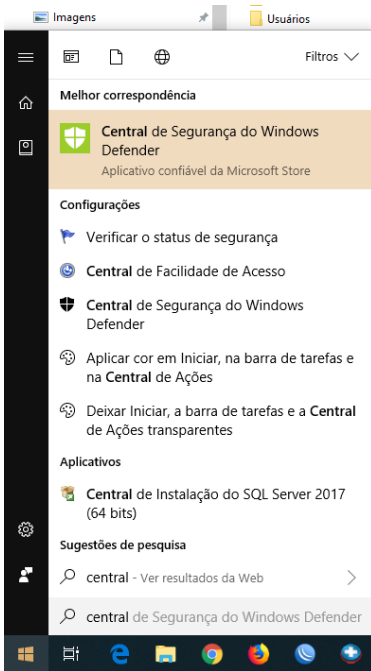 Imagens
Usuários
Filtros
Melhor correspondência
Central de Segurança do Windows
Defender
Aplicativo confiável da Microsoft Store
Configurações
Verificar o status de segurança
Central de Facilidade de Acesso
Central de Segurança do Windows
Defender
Aplicar cor em Iniciar, na barra de tarefas e
na Central de Ações
Deixar Iniciar, a barra de tarefas e a Central
de Ações transparentes
Aplicativos
Central de Instalação do SQL Server 2017
(64 bits)
Sugestões de pesquisa
central - Ver resultados da Web
central de Segurança do Windows Defender